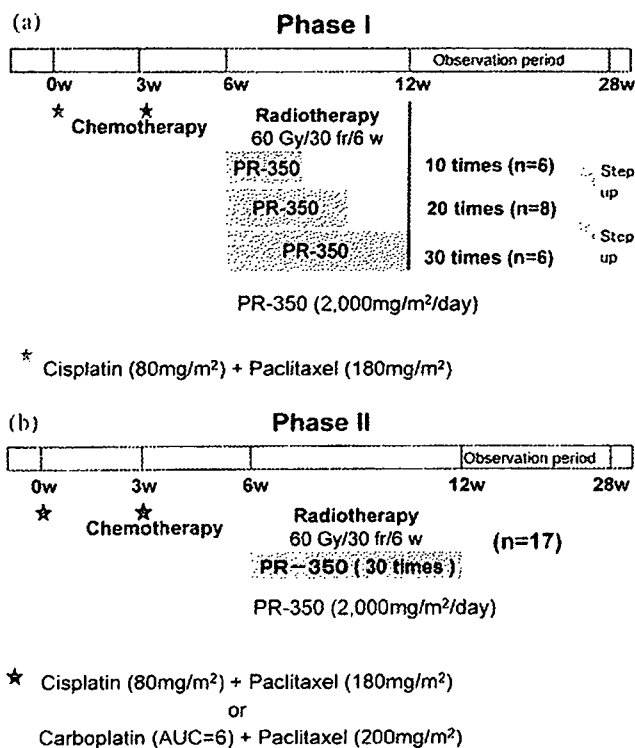 (a)
Phase I
Observation period
0w 3w 6w 12w 28w
★ ★
Chemotherapy
Radiotherapy
60 Gy/30 fr/6 w
PR-350 10 times (n=6)
Step up
PR-350 20 times (n=8)
Step up
PR-350 30 times (n=6)
PR-350 (2,000mg/m²/day)
★ Cisplatin (80mg/m²) + Paclitaxel (180mg/m²)
(b)
Phase II
Observation period
0w 3w 6w 12w 28w
★ ★
Chemotherapy
Radiotherapy
60 Gy/30 fr/6 w
(n=17)
PR-350 ( 30 times )
PR-350 (2,000mg/m²/day)
★ Cisplatin (80mg/m²) + Paclitaxel (180mg/m²)
or
Carboplatin (AUC=6) + Paclitaxel (200mg/m²)